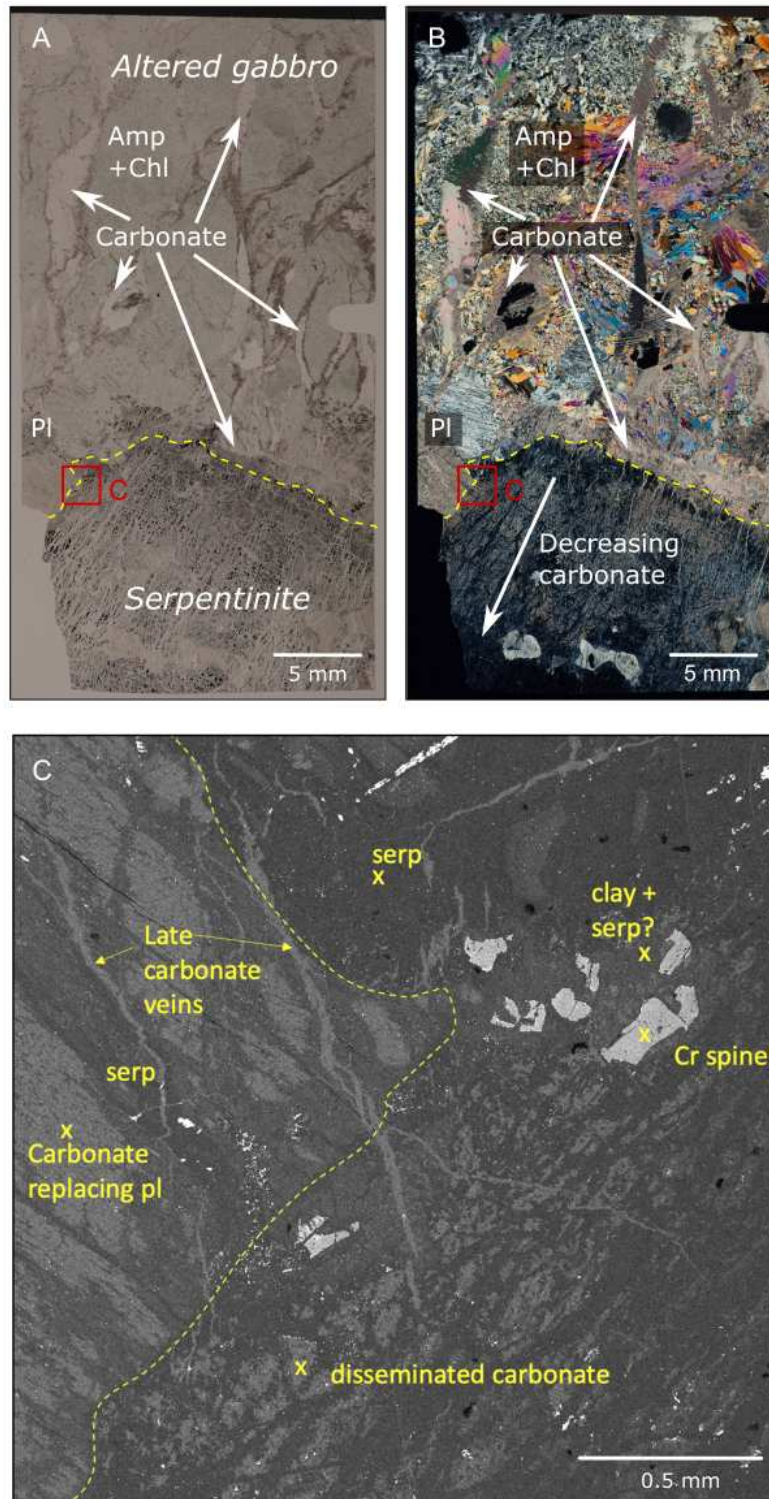 A
Altered gabbro
Amp
+Chl
Carbonate
Pl
C
Serpentinite
5 mm
B
Amp
+Chl
Carbonate
Pl
C
Decreasing
carbonate
5 mm
C
serp
x
clay +
serp?
x
Late
carbonate
veins
x
Cr spine
serp
x
Carbonate
replacing pl
x disseminated carbonate
0.5 mm